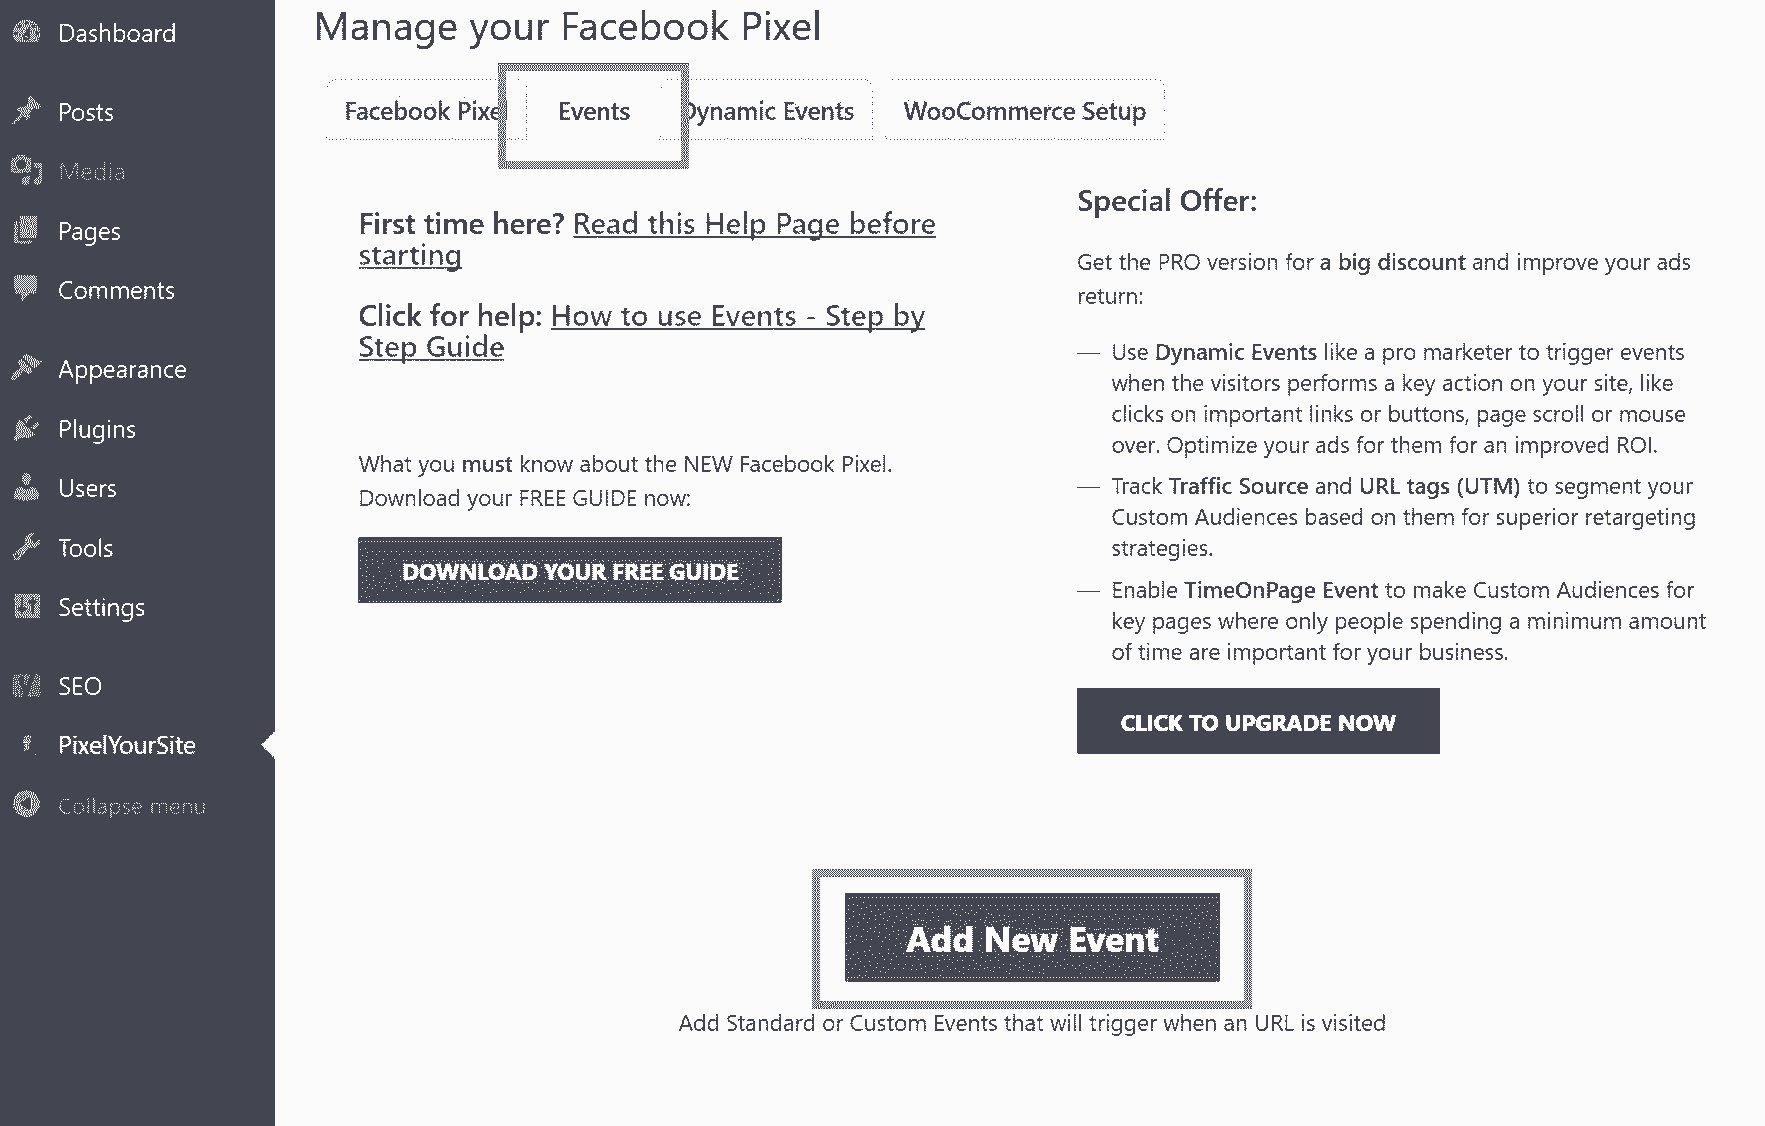 Dashboard
Posts
Media
Pages
Comments
Appearance
Plugins
Users
Tools
Settings
SEO
PixelYourSite
Collapse menu
Manage your Facebook Pixel
Facebook Pixel
Events
Dynamic Events
WooCommerce Setup
First time here? Read this Help Page before
starting
Click for help: How to use Events - Step by
Step Guide
What you must know about the NEW Facebook Pixel.
Download your FREE GUIDE now:
DOWNLOAD YOUR FREE GUIDE
Special Offer:
Get the PRO version for a big discount and improve your ads
return:
— Use Dynamic Events like a pro marketer to trigger events
when the visitors performs a key action on your site, like
clicks on important links or buttons, page scroll or mouse
over. Optimize your ads for them for an improved ROI.
— Track Traffic Source and URL tags (UTM) to segment your
Custom Audiences based on them for superior retargeting
strategies.
— Enable TimeOnPage Event to make Custom Audiences for
key pages where only people spending a minimum amount
of time are important for your business.
CLICK TO UPGRADE NOW
Add New Event
Add Standard or Custom Events that will trigger when an URL is visited